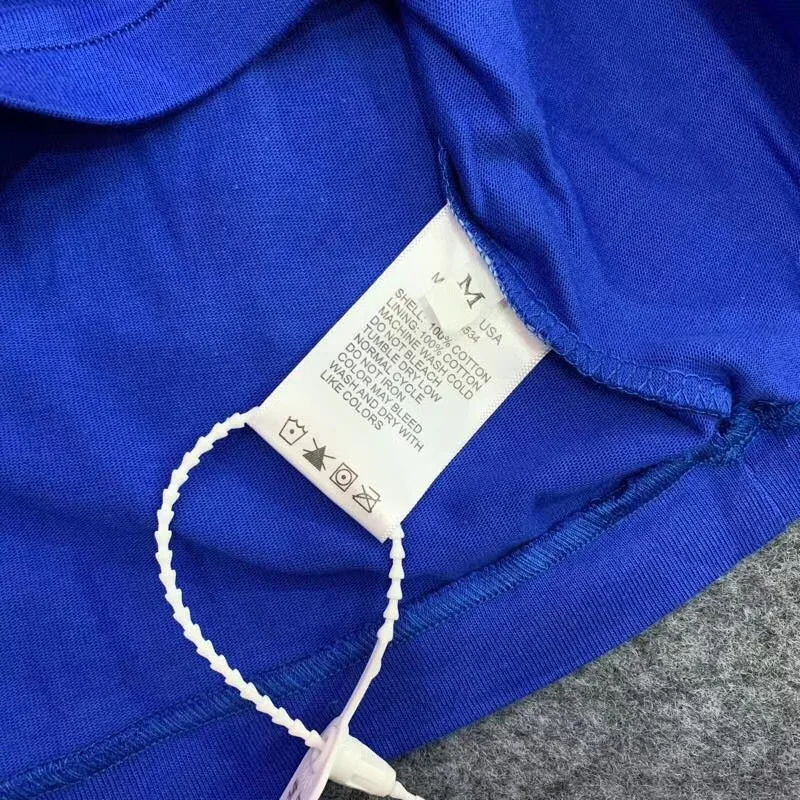 M
M USA
534
SHELL: 100% COTTON
LINING: 100% COTTON
MACHINE WASH COLD
DO NOT BLEACH
TUMBLE DRY LOW
NORMAL CYCLE
COO NOT IRON
COLOR MAY BLEED
WASH AND DRY WITH
LIKE COLORS